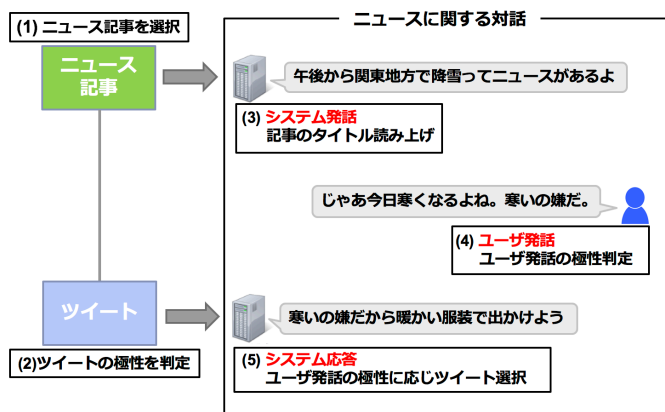 (1) ニュース記事を選択
ニュース
記事
ツイート
(2)ツイートの極性を判定
ニュースに関する対話
午後から関東地方で降雪ってニュースがあるよ
(3) システム発話
記事のタイトル読み上げ
じゃあ今日寒くなるよね。寒いの嫌だ。
(4) ユーザ発話
ユーザ発話の極性判定
寒いの嫌だから暖かい服装で出かけよう
(5) システム応答
ユーザ発話の極性に応じツイート選択